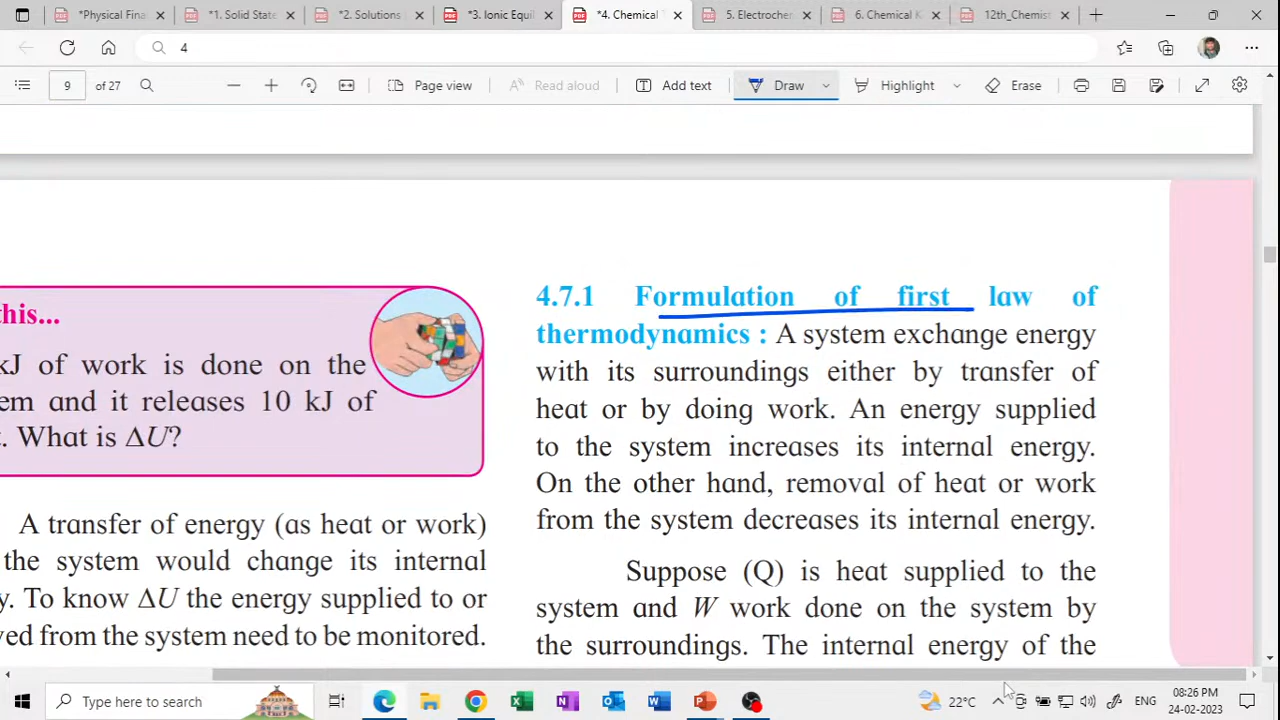 *Physical Fina
*1. Solid State
*2. Solutions
*3. Ionic Equil
*4. Chemical T
5. Electrochem
6. Chemical K
12th_Chemist
4
9 of 27
Page view
Read aloud
Add text
Draw
Highlight
Erase
his...
kJ of work is done on the
em and it releases 10 kJ of
t. What is ΔU?
A transfer of energy (as heat or work)
the system would change its internal
y. To know ΔU the energy supplied to or
ved from the system need to be monitored.
4.7.1 Formulation of first law of
thermodynamics : A system exchange energy
with its surroundings either by transfer of
heat or by doing work. An energy supplied
to the system increases its internal energy.
On the other hand, removal of heat or work
from the system decreases its internal energy.
Suppose (Q) is heat supplied to the
system and W work done on the system by
the surroundings. The internal energy of the
Type here to search
22°C
ENG
08:26 PM
24-02-2023